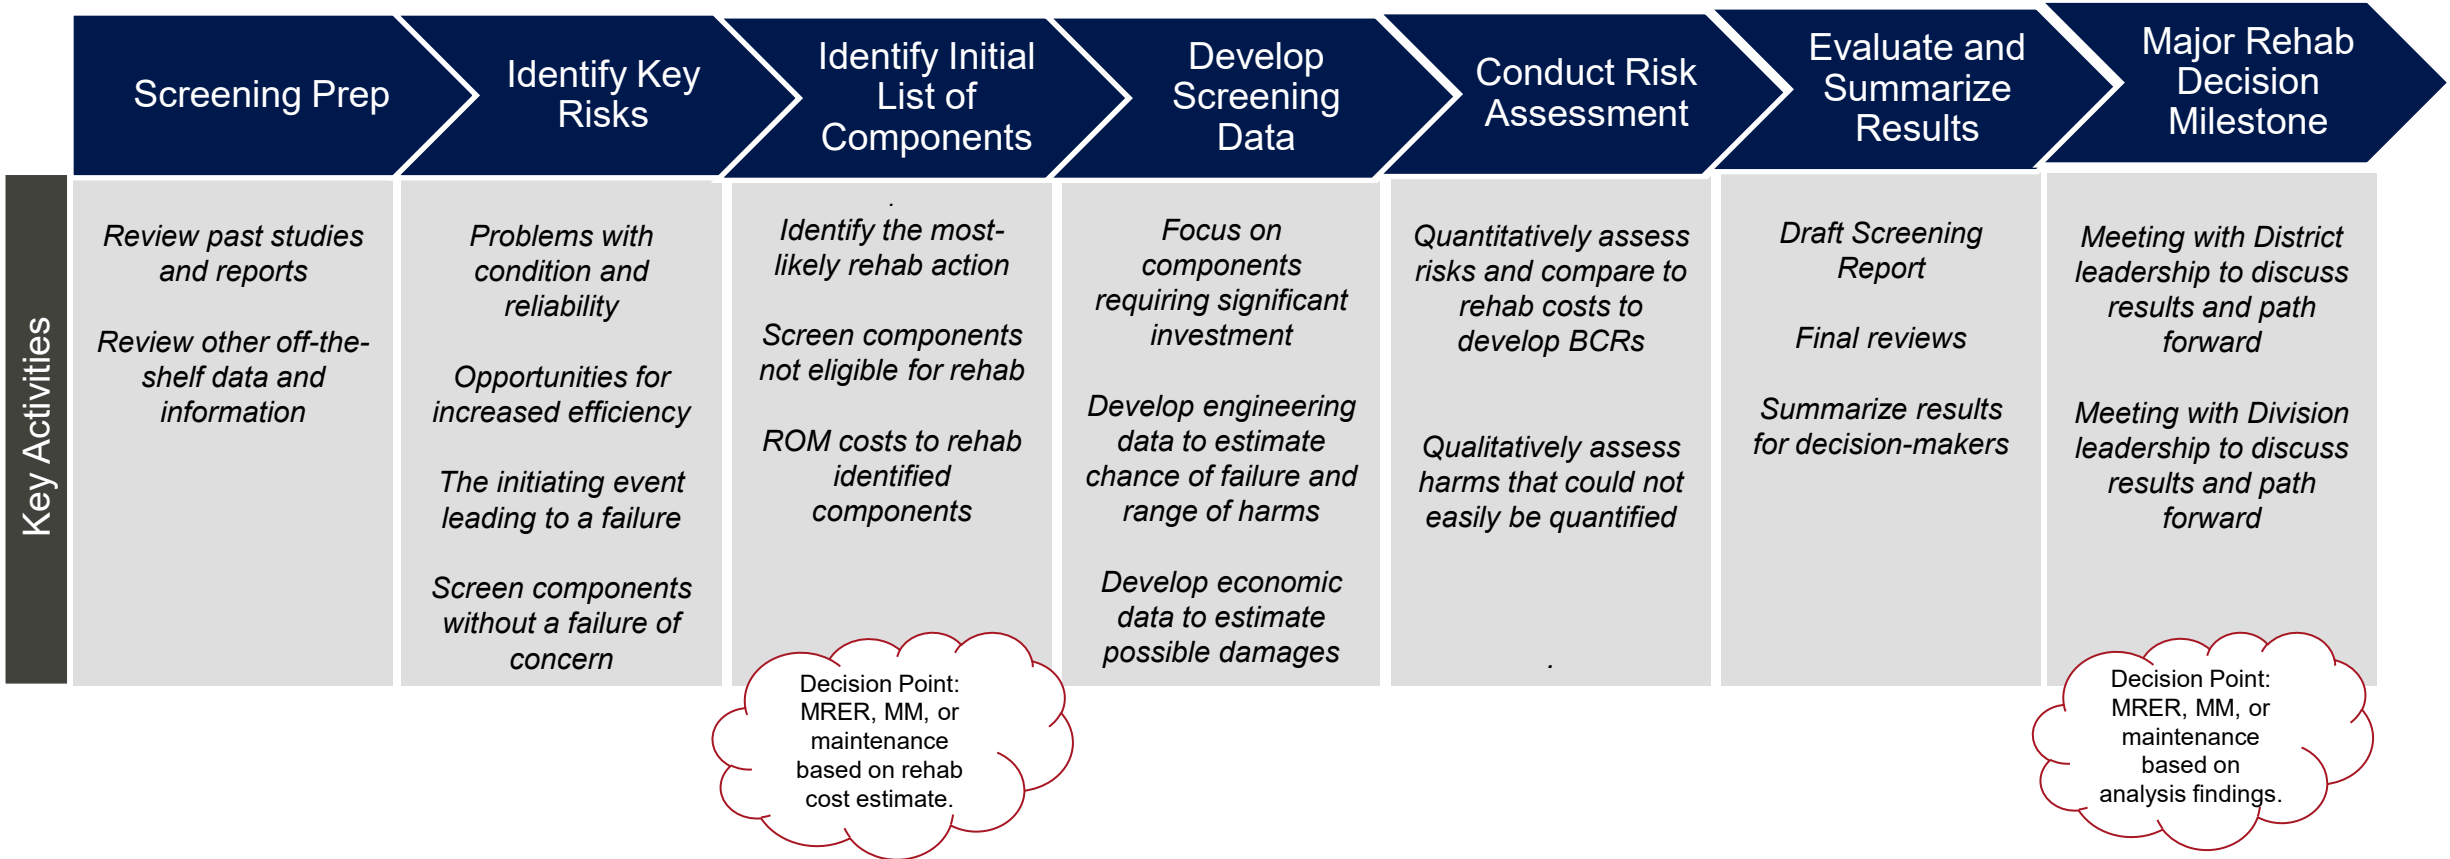 Screening Prep
Identify Key
Risks
Identify Initial
List of
Components
Develop
Screening
Data
Conduct Risk
Assessment
Evaluate and
Summarize
Results
Major Rehab
Decision
Milestone
Key Activities
Review past studies
and reports
Review other off-the-
shelf data and
information
Problems with
condition and
reliability
Opportunities for
increased efficiency
The initiating event
leading to a failure
Screen components
without a failure of
concern
.
Identify the most-
likely rehab action
Screen components
not eligible for rehab
ROM costs to rehab
identified
components
Decision Point:
MRER, MM, or
maintenance
based on rehab
cost estimate.
Focus on
components
requiring significant
investment
Develop engineering
data to estimate
chance of failure and
range of harms
Develop economic
data to estimate
possible damages
Quantitatively assess
risks and compare to
rehab costs to
develop BCRs
Qualitatively assess
harms that could not
easily be quantified
.
Draft Screening
Report
Final reviews
Summarize results
for decision-makers
Meeting with District
leadership to discuss
results and path
forward
Meeting with Division
leadership to discuss
results and path
forward
Decision Point:
MRER, MM, or
maintenance
based on
analysis findings.